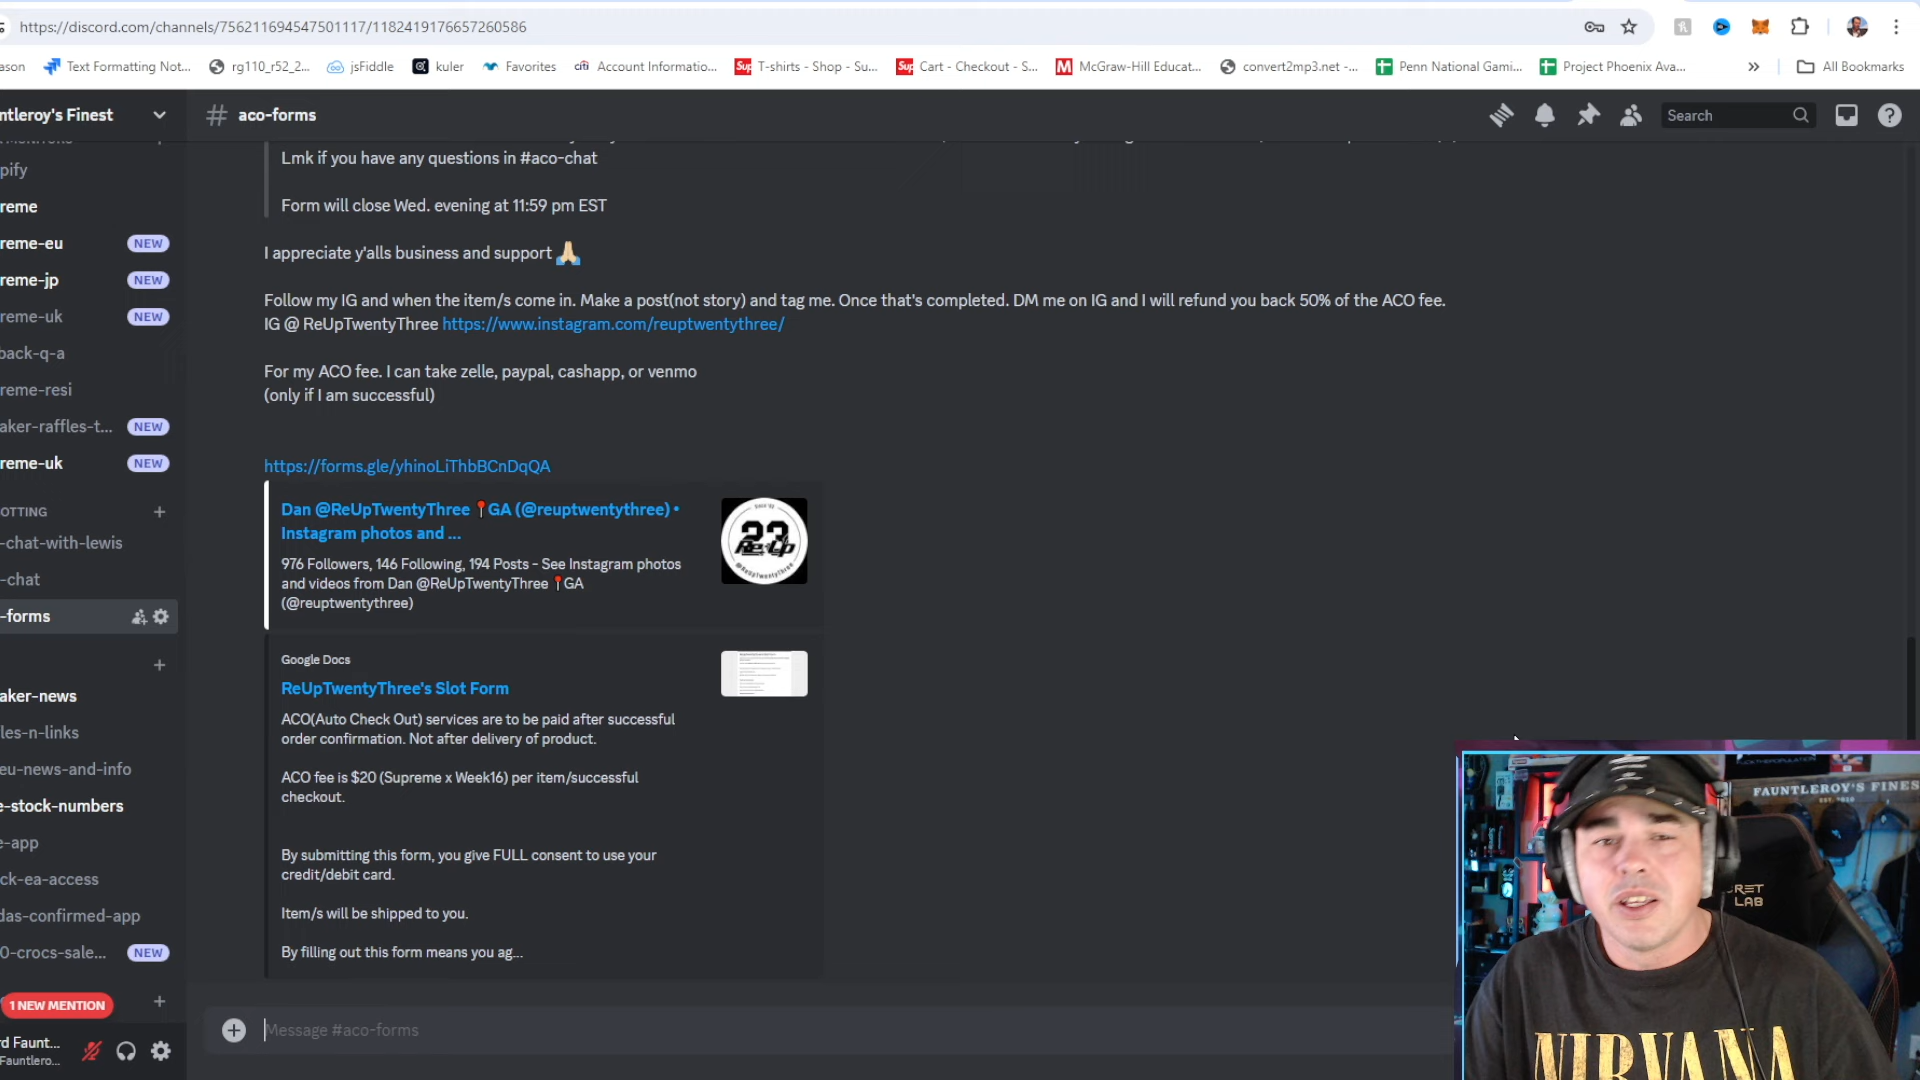 https://discord.com/channels/756211694547501117/1182419176657260586
ason
Text Formatting Not...
rg110_r52_2...
jsFiddle
kuler
Favorites
Account Informatio...
T-shirts - Shop - Su...
Cart - Checkout - S...
McGraw-Hill Educat...
convert2mp3.net -...
Penn National Gami...
Project Phoenix Ava...
All Bookmarks
ntleroy's Finest
aco-forms
Search
pify
reme
reme-eu NEW
reme-jp NEW
reme-uk NEW
back-q-a
reme-resi
aker-raffles-t... NEW
reme-uk NEW
OTTING
-chat-with-lewis
-chat
-forms
aker-news
les-n-links
eu-news-and-info
e-stock-numbers
e-app
ck-ea-access
das-confirmed-app
0-crocs-sale... NEW
1 NEW MENTION
rd Faunt...
Fauntlero...
Lmk if you have any questions in #aco-chat
Form will close Wed. evening at 11:59 pm EST
I appreciate y'alls business and support 🙏🏻
Follow my IG and when the item/s come in. Make a post(not story) and tag me. Once that's completed. DM me on IG and I will refund you back 50% of the ACO fee.
IG @ ReUpTwentyThree https://www.instagram.com/reuptwentythree/
For my ACO fee. I can take zelle, paypal, cashapp, or venmo
(only if I am successful)
https://forms.gle/yhinoLiThbBCnDqQA
Dan @ReUpTwentyThree 📍GA (@reuptwentythree) •
Instagram photos and ...
976 Followers, 146 Following, 194 Posts - See Instagram photos
and videos from Dan @ReUpTwentyThree 📍GA
(@reuptwentythree)
23
Re:Up
@ReUpTwentyThree
Google Docs
ReUpTwentyThree's Slot Form
ACO(Auto Check Out) services are to be paid after successful
order confirmation. Not after delivery of product.
ACO fee is $20 (Supreme x Week16) per item/successful
checkout.
By submitting this form, you give FULL consent to use your
credit/debit card.
Item/s will be shipped to you.
By filling out this form means you ag...
Message #aco-forms
FAUNTLEROY'S FINES
CRET
LAB
NIRVANA